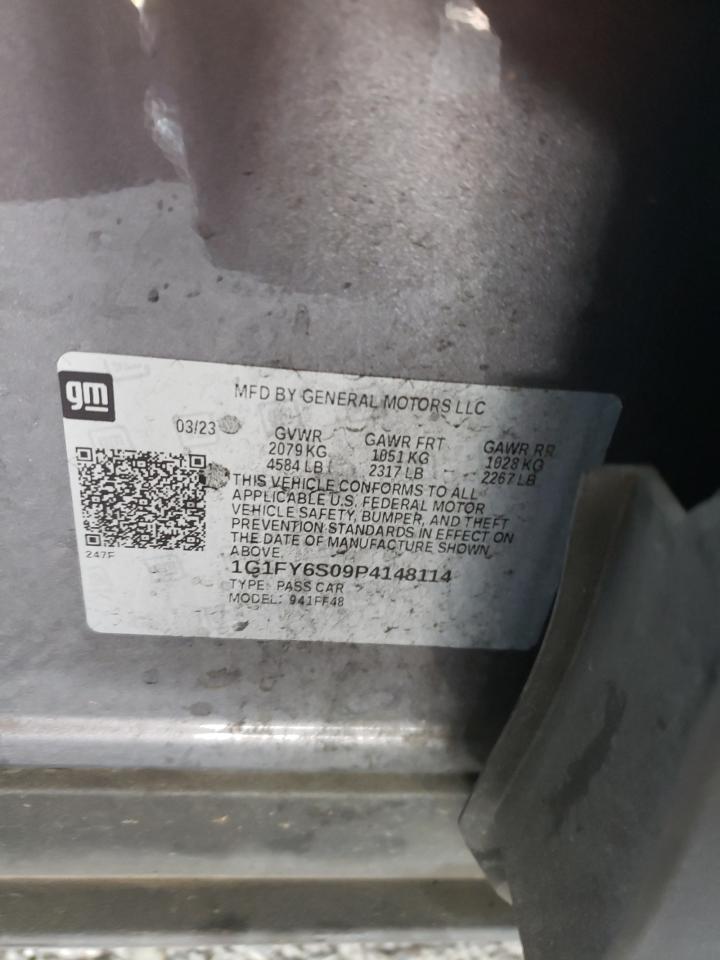 gm
MFD BY GENERAL MOTORS LLC
03/23
GVWR GAWR FRT GAWR RR
2079 KG 1051 KG 1028 KG
4584 LB 2317 LB 2267 LB
THIS VEHICLE CONFORMS TO ALL
APPLICABLE U.S. FEDERAL MOTOR
VEHICLE SAFETY, BUMPER, AND THEFT
PREVENTION STANDARDS IN EFFECT ON
THE DATE OF MANUFACTURE SHOWN
ABOVE.
247F
1G1FY6S09P4148114
TYPE: PASS CAR
MODEL: 941FF48